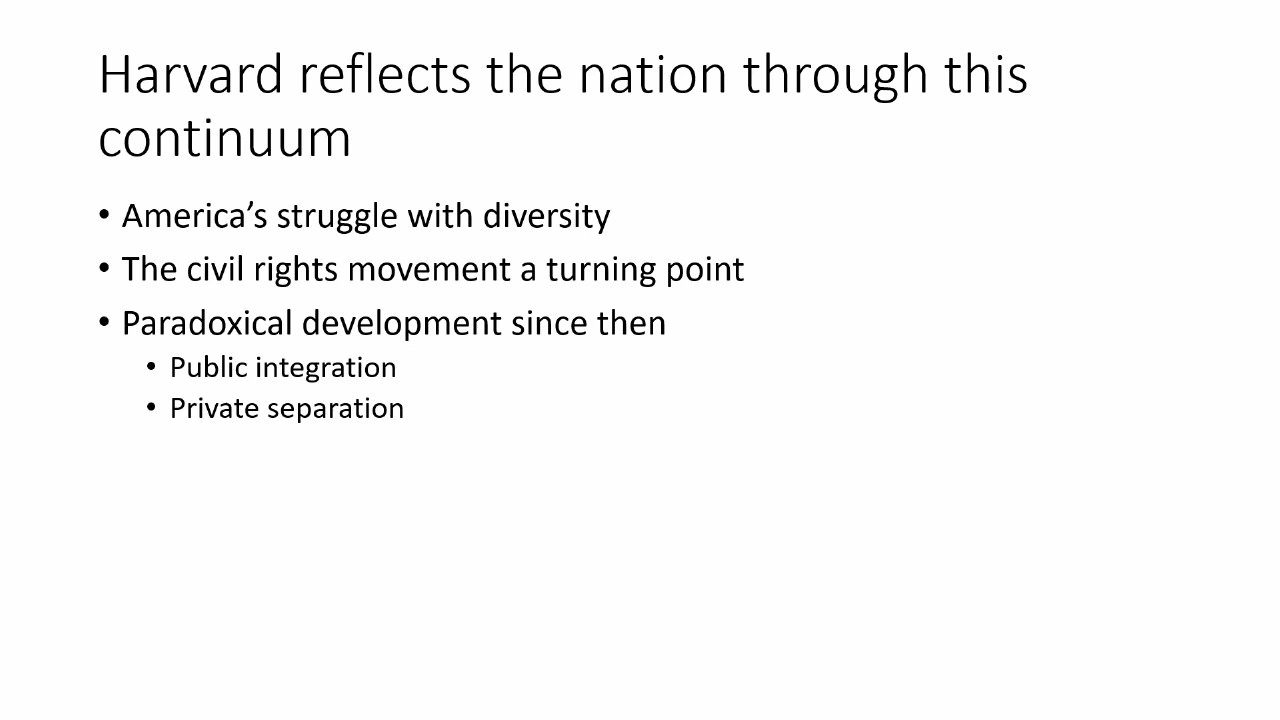 Harvard reflects the nation through this
continuum
• America’s struggle with diversity
• The civil rights movement a turning point
• Paradoxical development since then
• Public integration
• Private separation